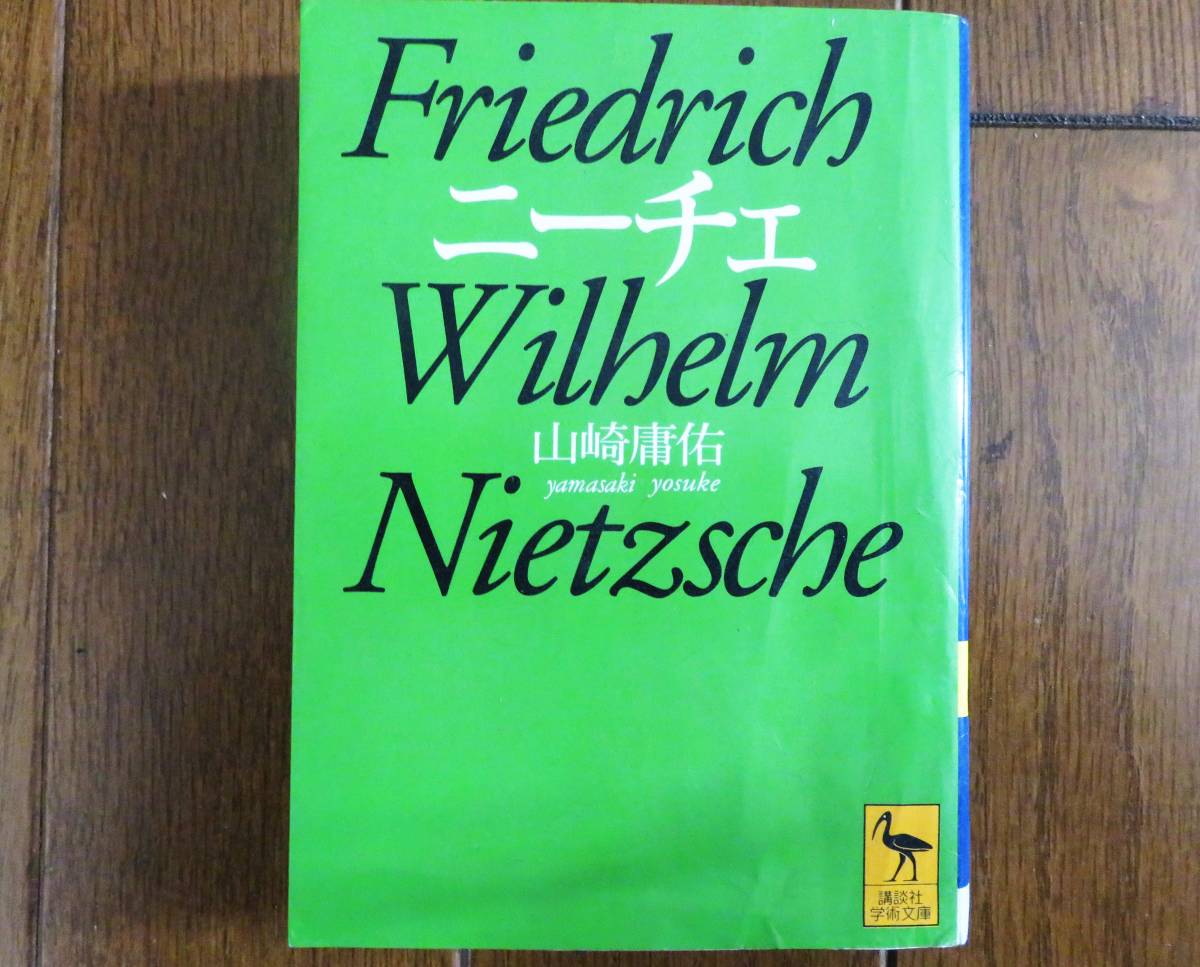 Friedrich
ニーチェ
Wilhelm
山崎庸佑
yamasaki yosuke
Nietzsche
講談社
学術文庫